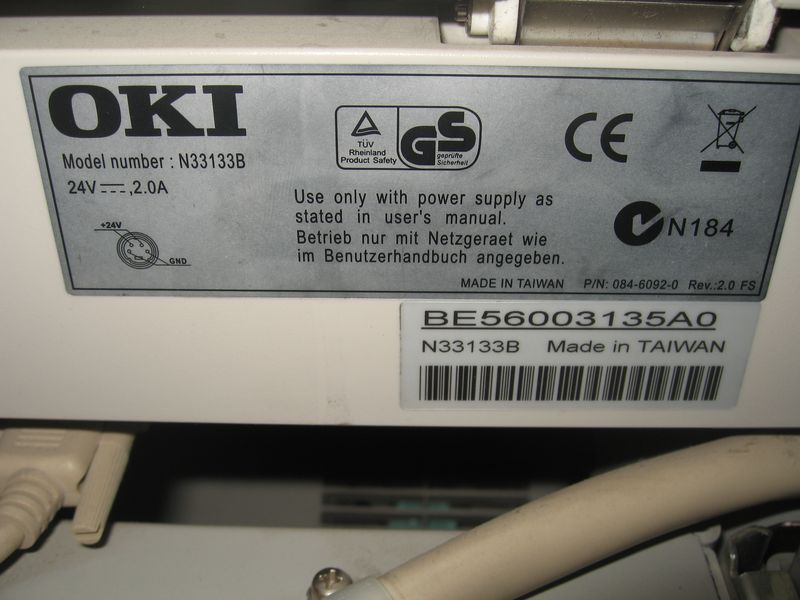 OKI
Model number : N33133B
24V⎓,2.0A
+24V
GND
TÜV
Rheinland
Product Safety
GS
geprüfte
Sicherheit
CE
Use only with power supply as
stated in user's manual.
Betrieb nur mit Netzgeraet wie
im Benutzerhandbuch angegeben.
N184
MADE IN TAIWAN P/N: 084-6092-0 Rev.:2.0 FS
BE56003135A0
N33133B Made in TAIWAN